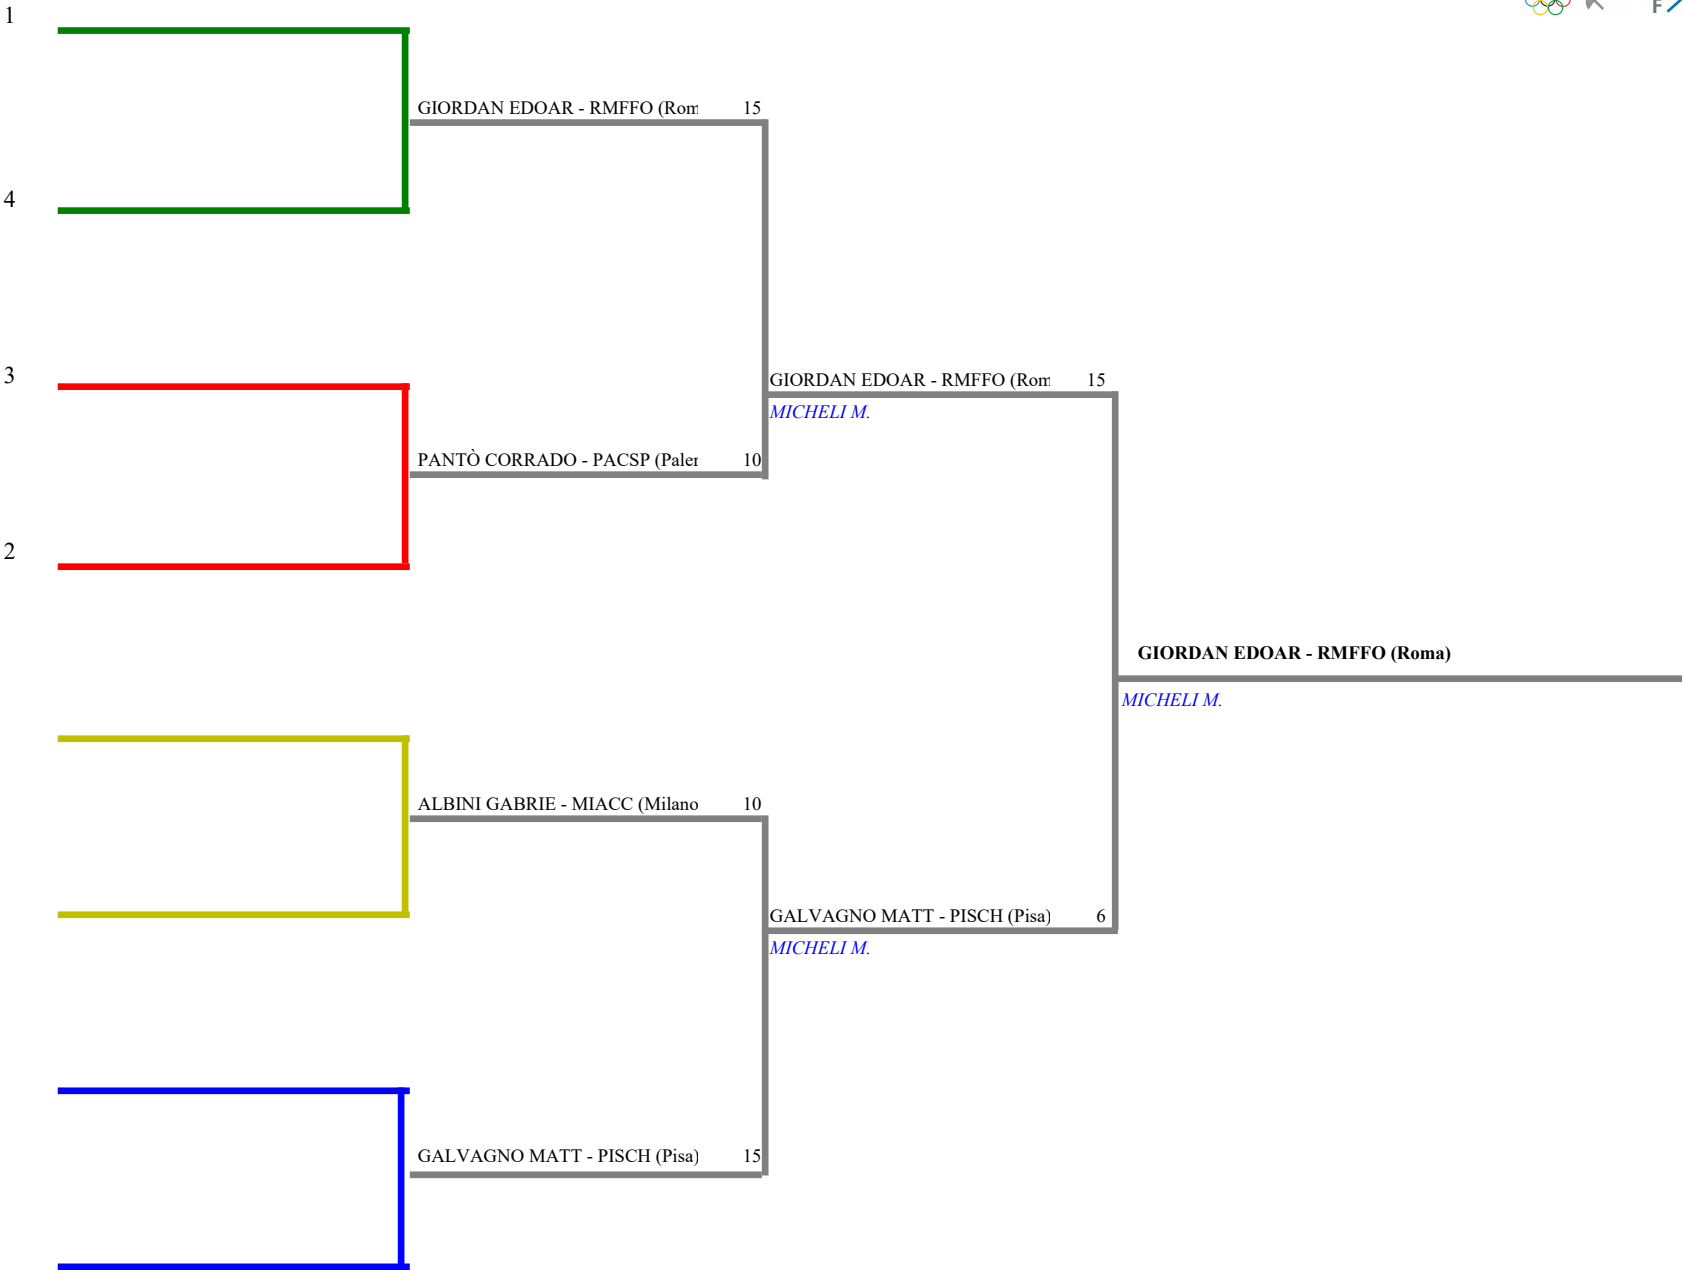 1
F
GIORDAN EDOAR - RMFFO (Rom 15
4
3
GIORDAN EDOAR - RMFFO (Rom 15
MICHELI M.
PANTÒ CORRADO - PACSP (Paler 10
2
GIORDAN EDOAR - RMFFO (Roma)
MICHELI M.
ALBINI GABRIE - MIACC (Milano 10
GALVAGNO MATT - PISCH (Pisa) 6
MICHELI M.
GALVAGNO MATT - PISCH (Pisa) 15